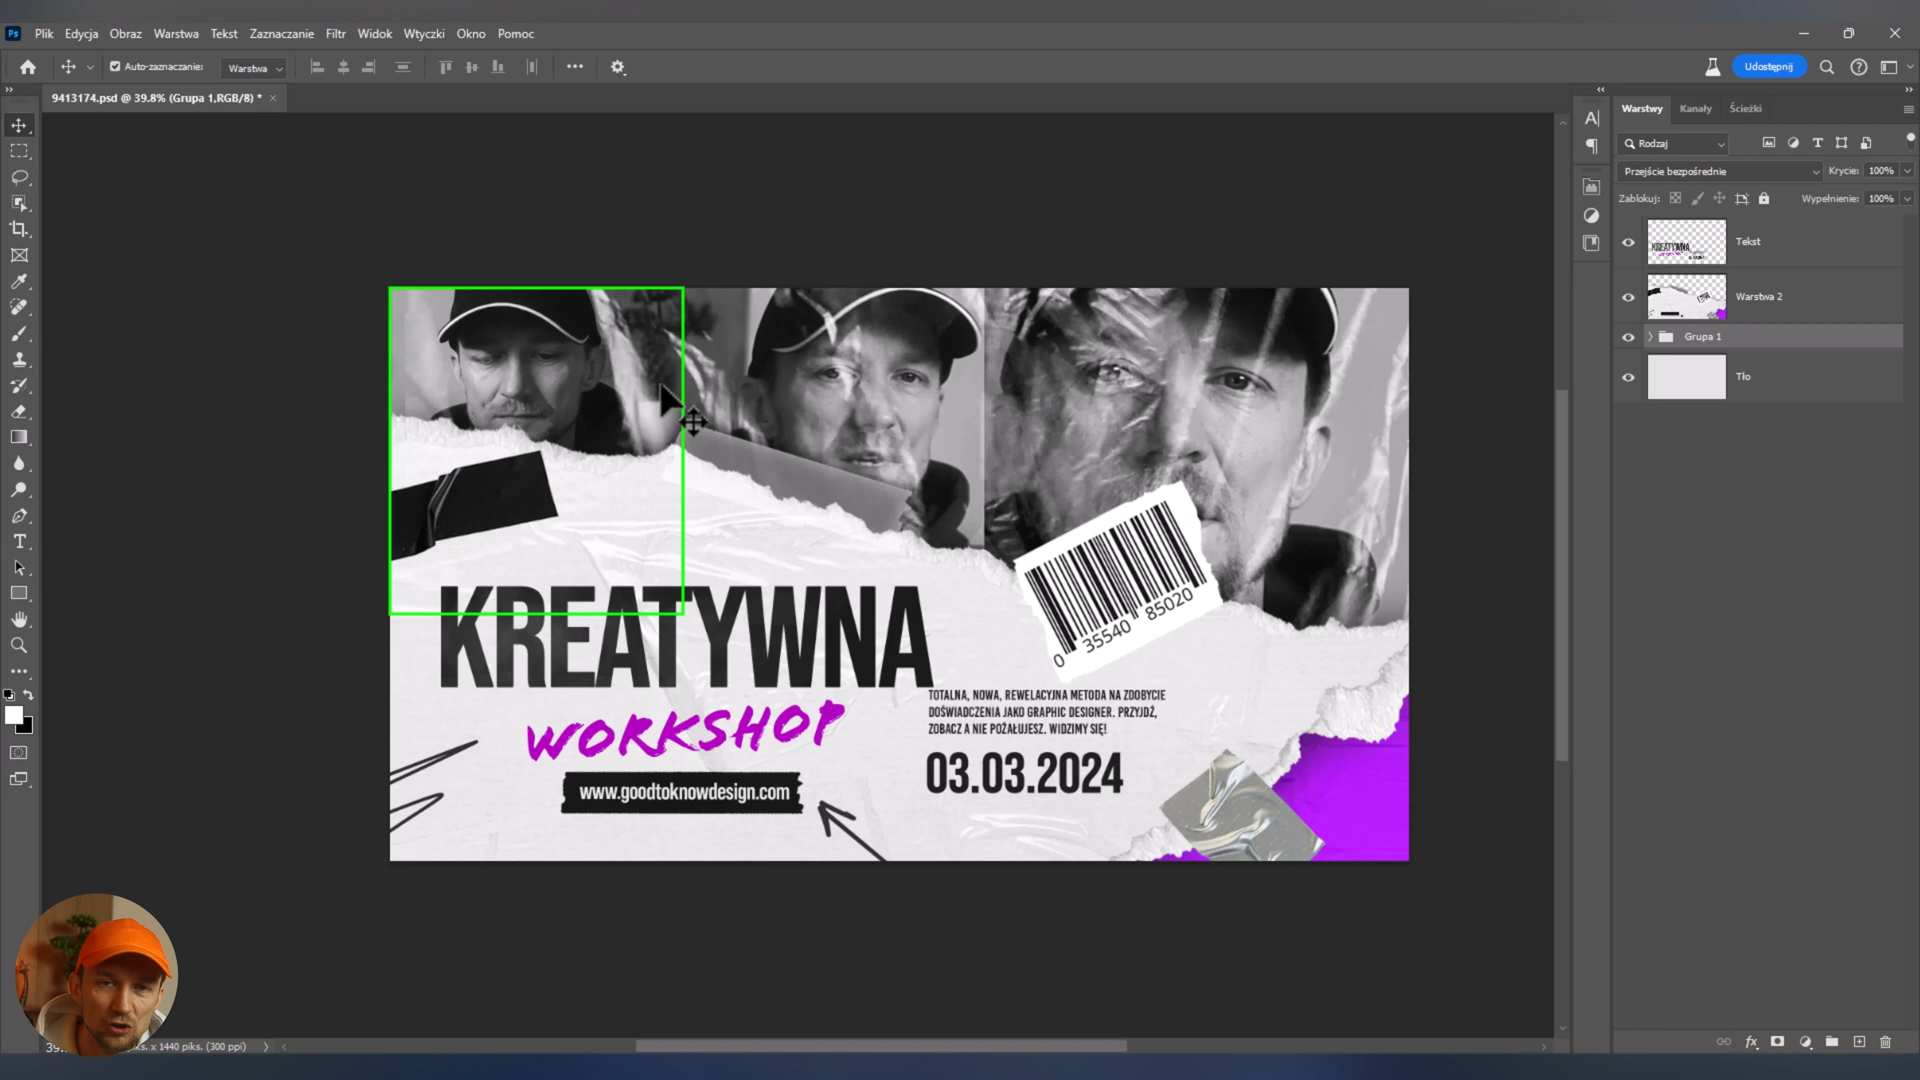 Ps Plik Edycja Obraz Warstwa Tekst Zaznaczanie Filtr Widok Wtyczki Okno Pomoc
Auto-zaznaczanie: Warstwa Udostępnij
9413174.psd @ 39.8% (Grupa 1,RGB/8) *
Warstwy Kanały Ścieżki
Rodzaj
Przejście bezpośrednie Krycie: 100%
Zablokuj: Wypełnienie: 100%
Tekst
Warstwa 2
Grupa 1
Tło
0 35540 85020
KREATYWNA
WORKSHOP
www.goodtoknowdesign.com
TOTALNA, NOWA, REWELACYJNA METODA NA ZDOBYCIE
DOŚWIADCZENIA JAKO GRAPHIC DESIGNER. PRZYJDŹ,
ZOBACZ A NIE POŻAŁUJESZ. WIDZIMY SIĘ!
03.03.2024
x 1440 piks. (300 ppi)